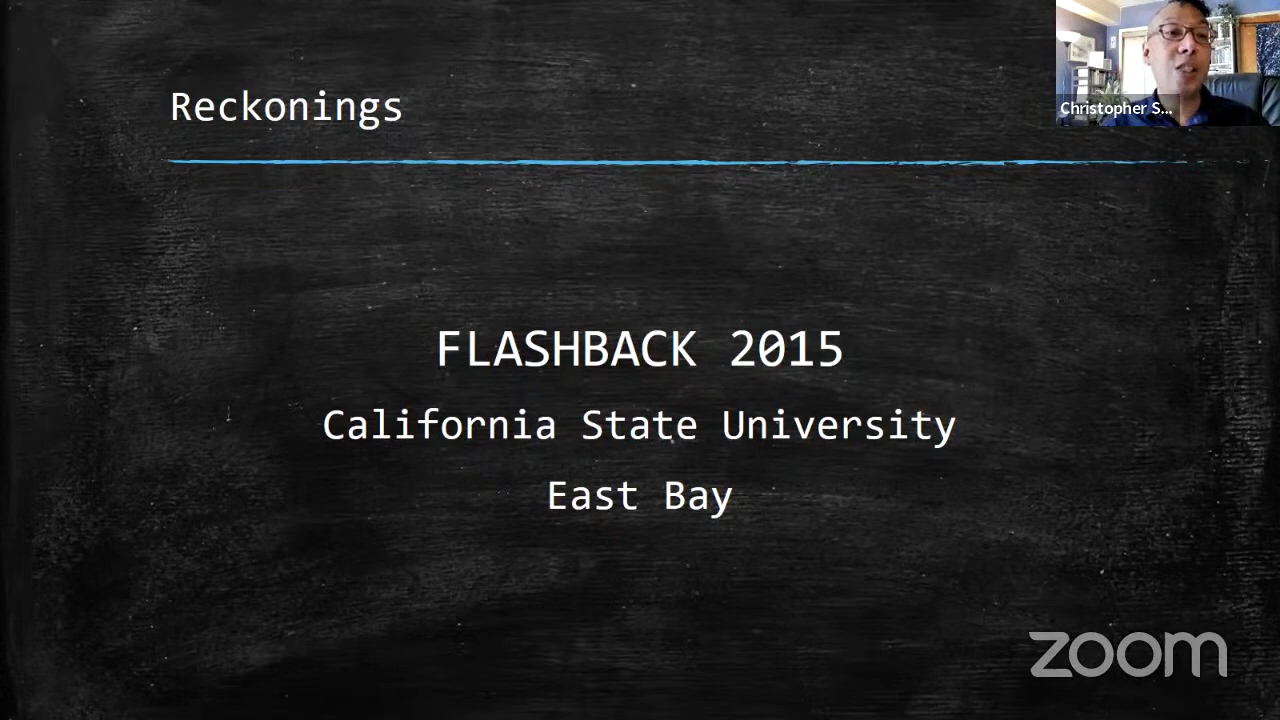 Reckonings
Christopher S...
FLASHBACK 2015
California State University
East Bay
zoom